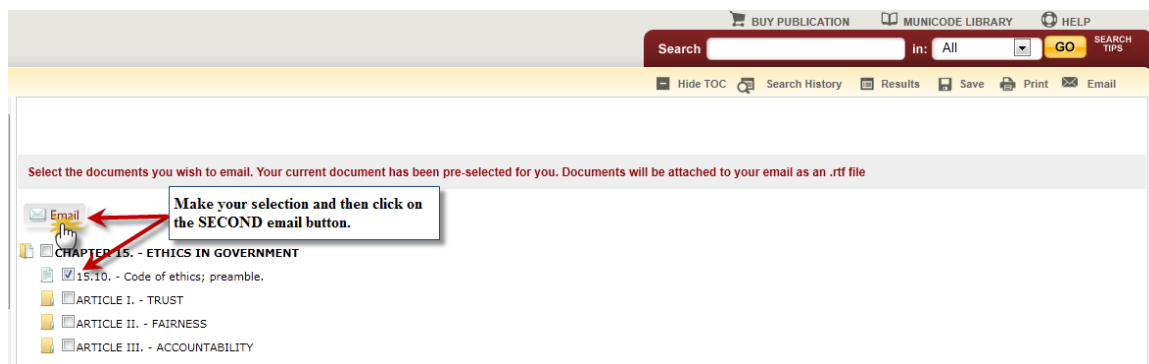 BUY PUBLICATION MUNICODE LIBRARY HELP
Search in: All GO SEARCH TIPS
Hide TOC Search History Results Save Print Email
Select the documents you wish to email. Your current document has been pre-selected for you. Documents will be attached to your email as an .rtf file
Make your selection and then click on
the SECOND email button.
Email
CHAPTER 15. - ETHICS IN GOVERNMENT
15.10. - Code of ethics; preamble.
ARTICLE I. - TRUST
ARTICLE II. - FAIRNESS
ARTICLE III. - ACCOUNTABILITY